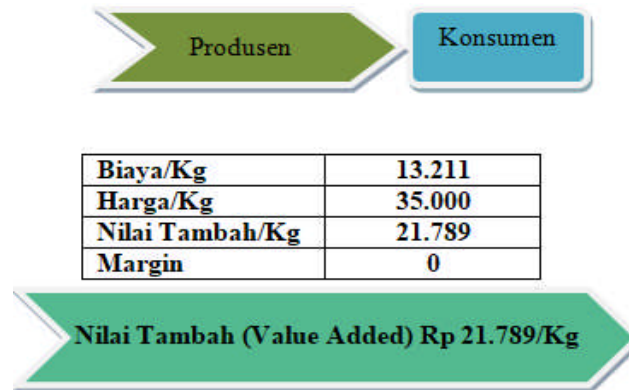 Produsen
Konsumen
Biaya/Kg 13.211
Harga/Kg 35.000
Nilai Tambah/Kg 21.789
Margin 0
Nilai Tambah (Value Added) Rp 21.789/Kg